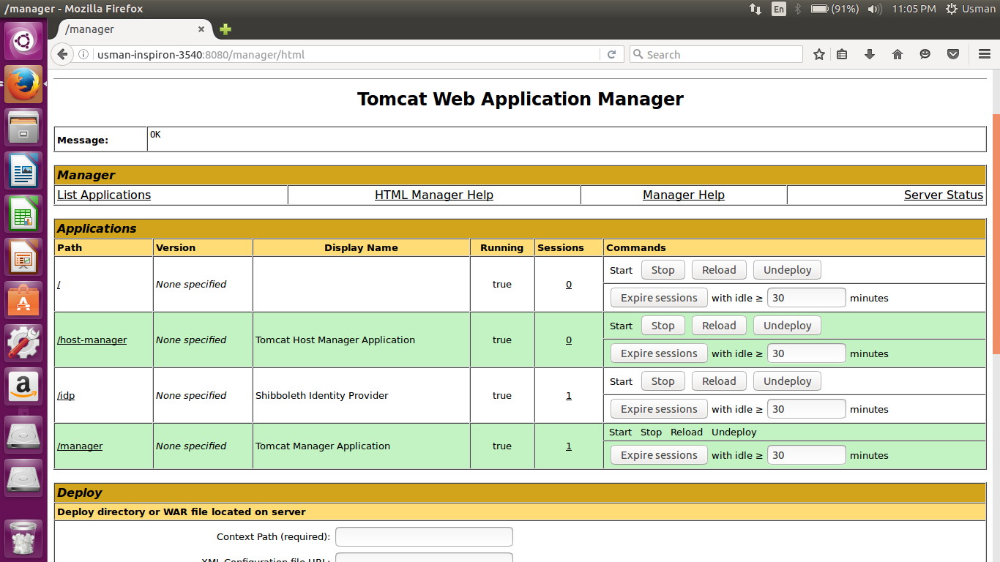 /manager - Mozilla Firefox En (91%) 11:05 PM Usman
/manager
usman-inspiron-3540:8080/manager/html Search
Tomcat Web Application Manager
Message: OK
Manager
List Applications HTML Manager Help Manager Help Server Status
Applications
Path Version Display Name Running Sessions Commands
/ None specified true 0 Start Stop Reload Undeploy
Expire sessions with idle ≥ 30 minutes
/host-manager None specified Tomcat Host Manager Application true 0 Start Stop Reload Undeploy
Expire sessions with idle ≥ 30 minutes
/idp None specified Shibboleth Identity Provider true 1 Start Stop Reload Undeploy
Expire sessions with idle ≥ 30 minutes
/manager None specified Tomcat Manager Application true 1 Start Stop Reload Undeploy
Expire sessions with idle ≥ 30 minutes
Deploy
Deploy directory or WAR file located on server
Context Path (required):
XML Configuration file URL: